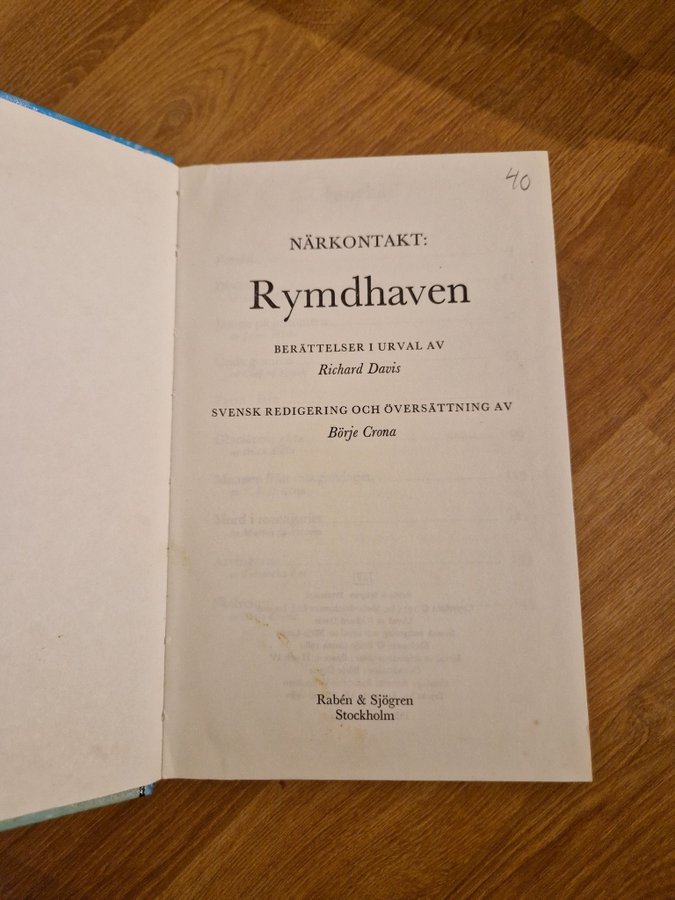 40
NÄRKONTAKT:
Rymdhaven
BERÄTTELSER I URVAL AV
Richard Davis
SVENSK REDIGERING OCH ÖVERSÄTTNING AV
Börje Crona
Rabén & Sjögren
Stockholm